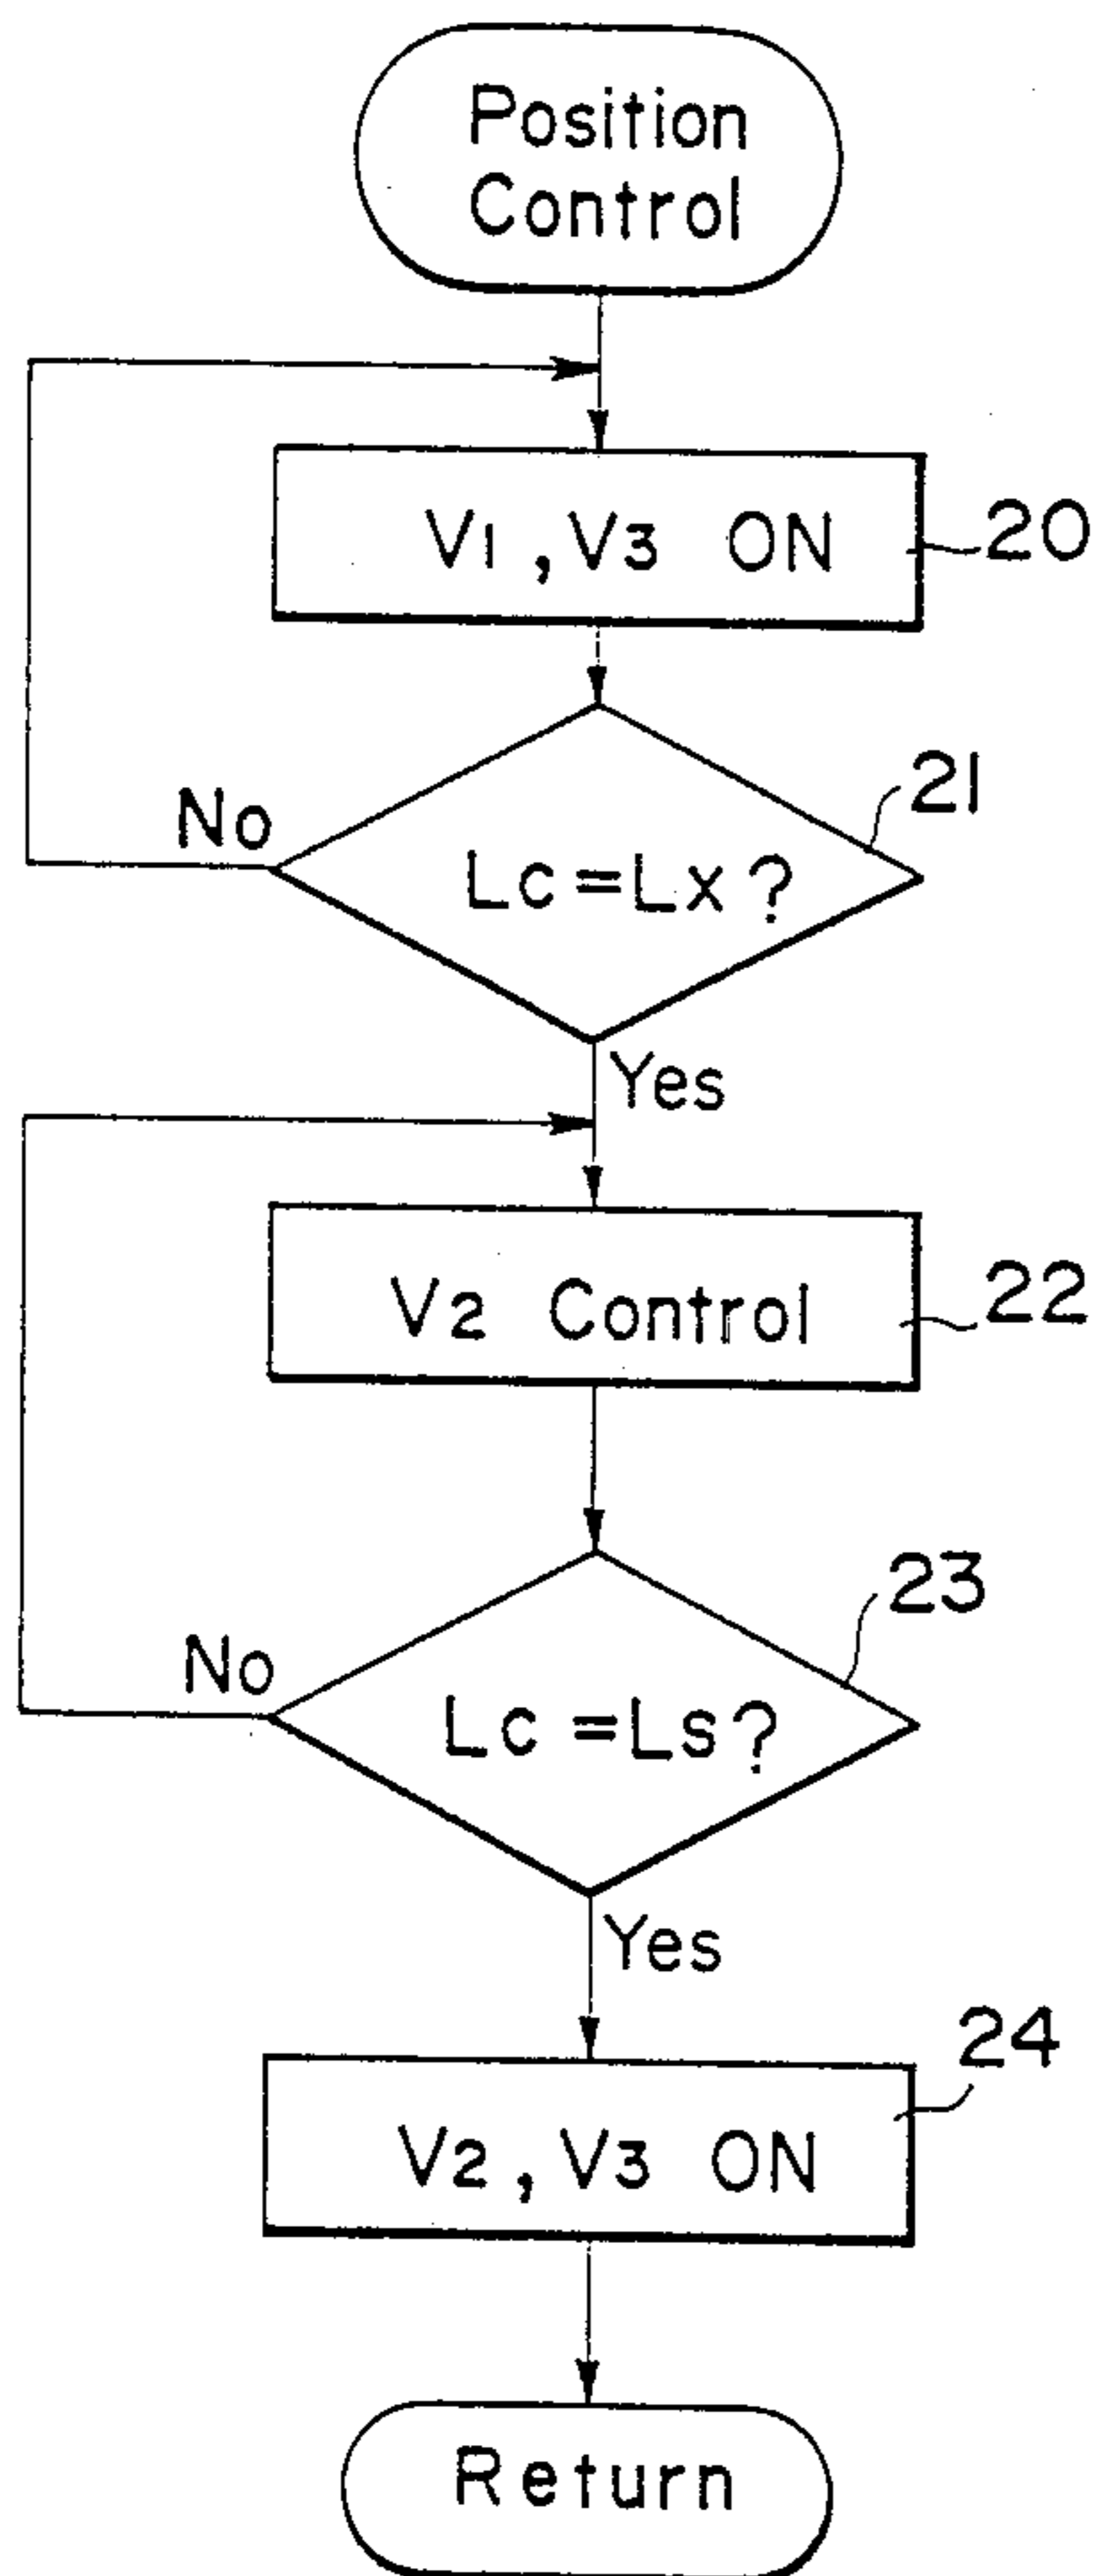 Position
Control
V1, V3 ON
20
21
No
Lc=Lx?
Yes
V2 Control
22
23
No
Lc=Ls?
Yes
24
V2, V3 ON
Return